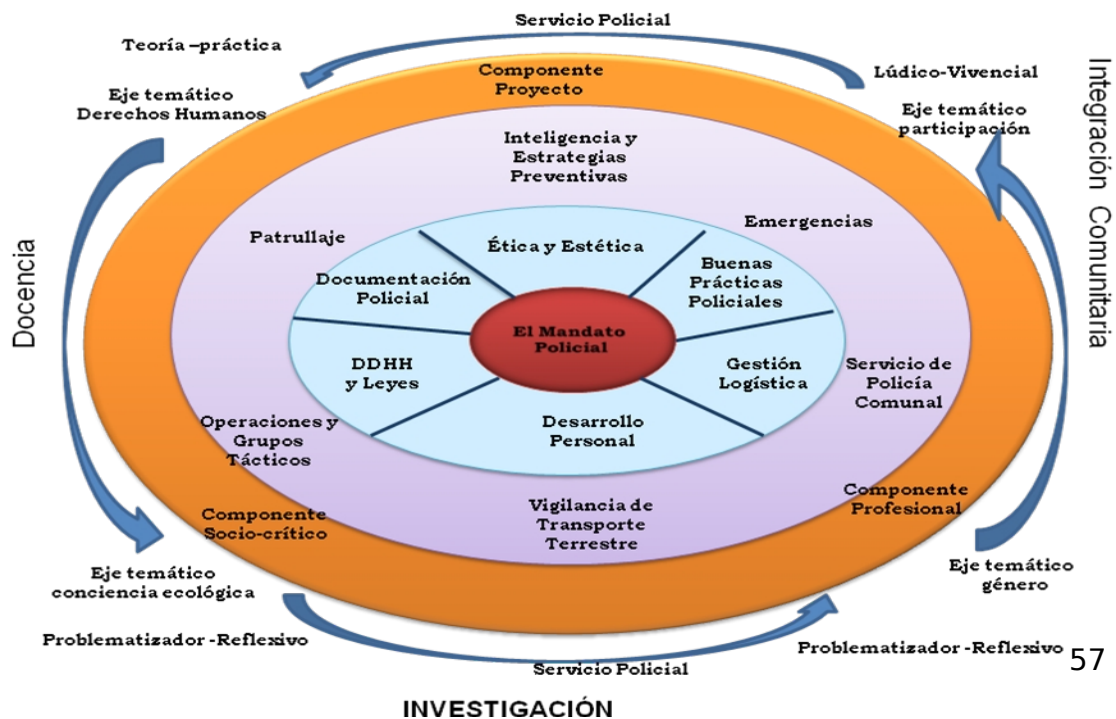 Servicio Policial
Teoría –práctica
Lúdico-Vivencial
Eje temático
Derechos Humanos
Eje temático
participación
Integración Comunitaria
Docencia
Componente
Proyecto
Inteligencia y
Estrategias
Preventivas
Patrullaje
Emergencias
Ética y Estética
Documentación
Policial
Buenas
Prácticas
Policiales
El Mandato
Policial
DDHH
y Leyes
Gestión
Logística
Servicio de
Policía
Comunal
Desarrollo
Personal
Operaciones y
Grupos
Tácticos
Vigilancia de
Transporte
Terrestre
Componente
Socio-crítico
Componente
Profesional
Eje temático
conciencia ecológica
Eje temático
género
Problematizador -Reflexivo
Servicio Policial
Problematizador -Reflexivo
57
INVESTIGACIÓN